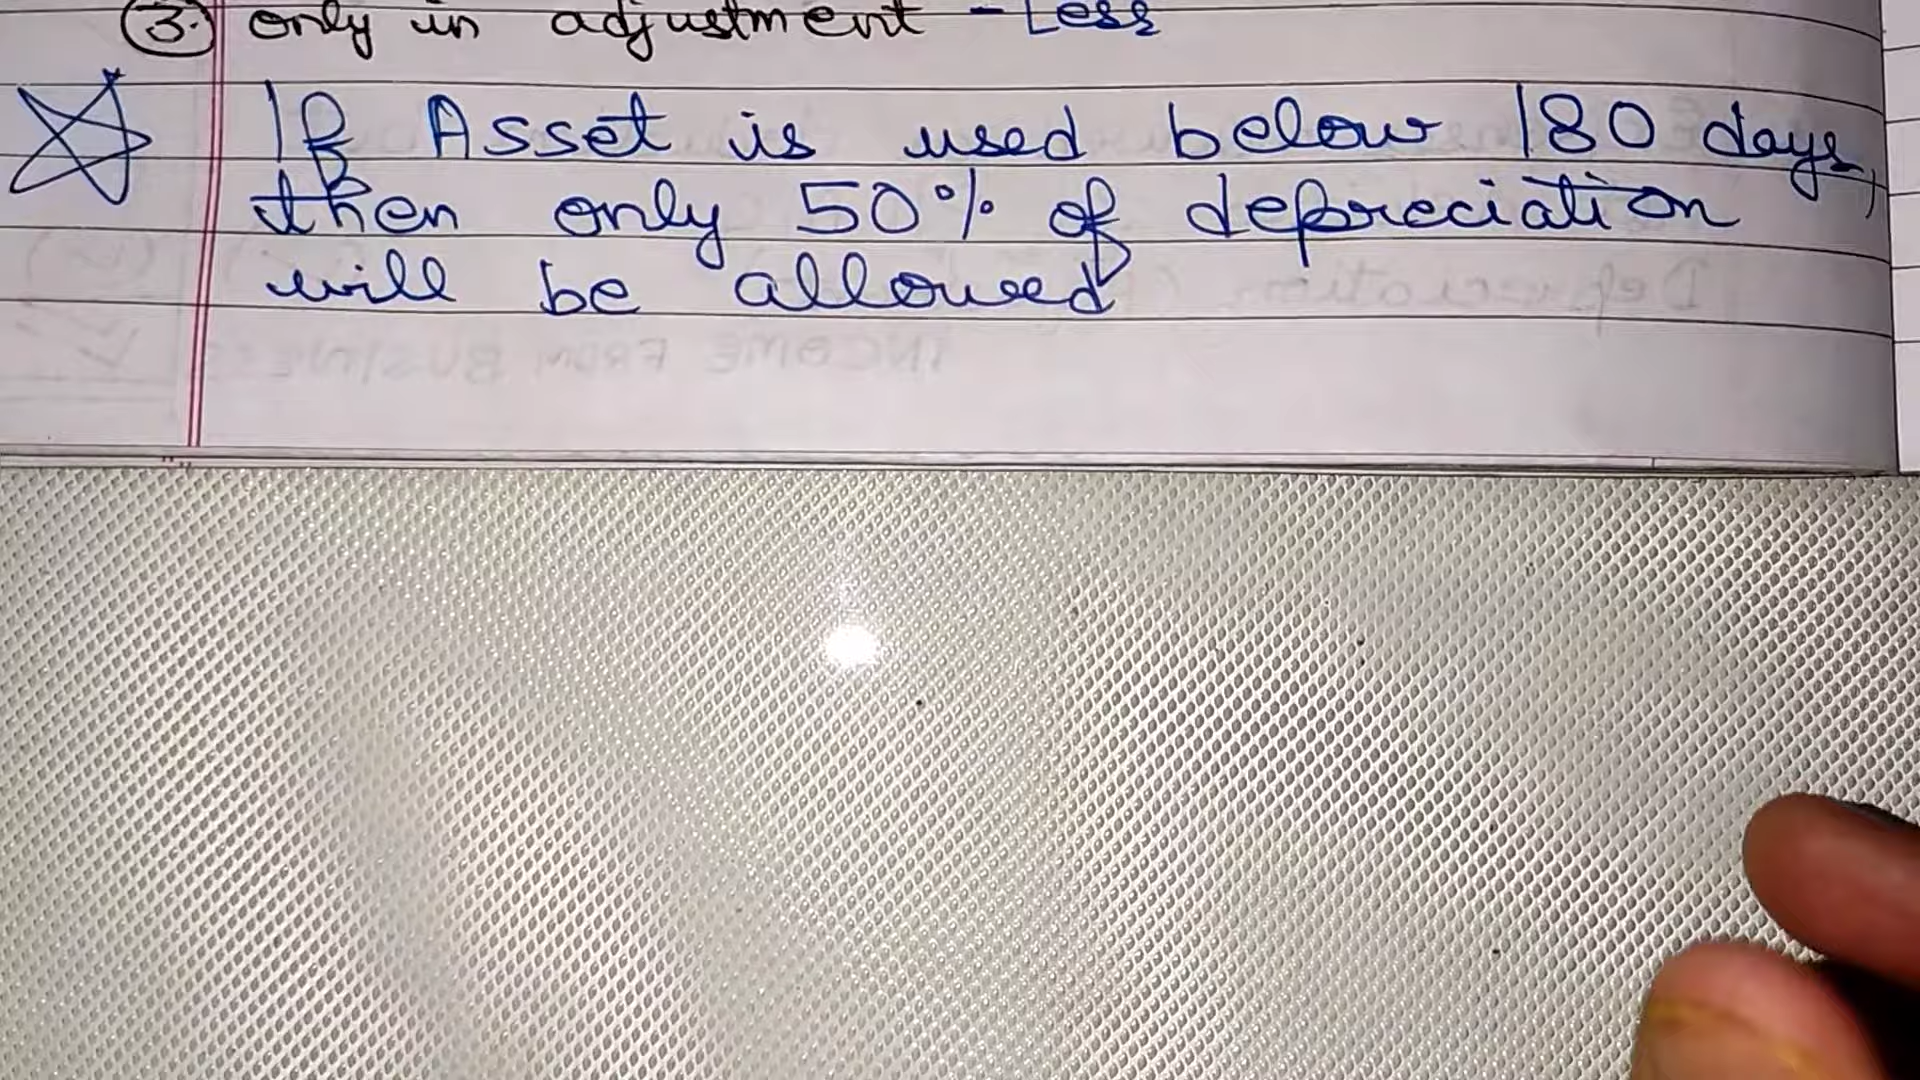 3. only in adjustment - Less
If Asset is used below 180 days,
then only 50% of depreciation
will be allowed